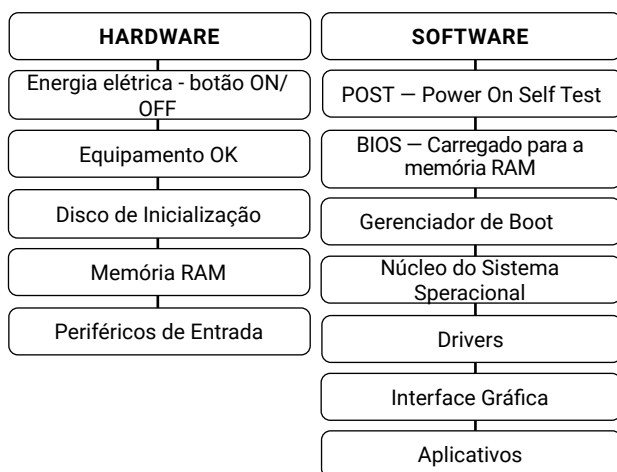 HARDWARE
Energia elétrica - botão ON/
OFF
Equipamento OK
Disco de Inicialização
Memória RAM
Periféricos de Entrada
SOFTWARE
POST — Power On Self Test
BIOS — Carregado para a
memória RAM
Gerenciador de Boot
Núcleo do Sistema
Speracional
Drivers
Interface Gráfica
Aplicativos